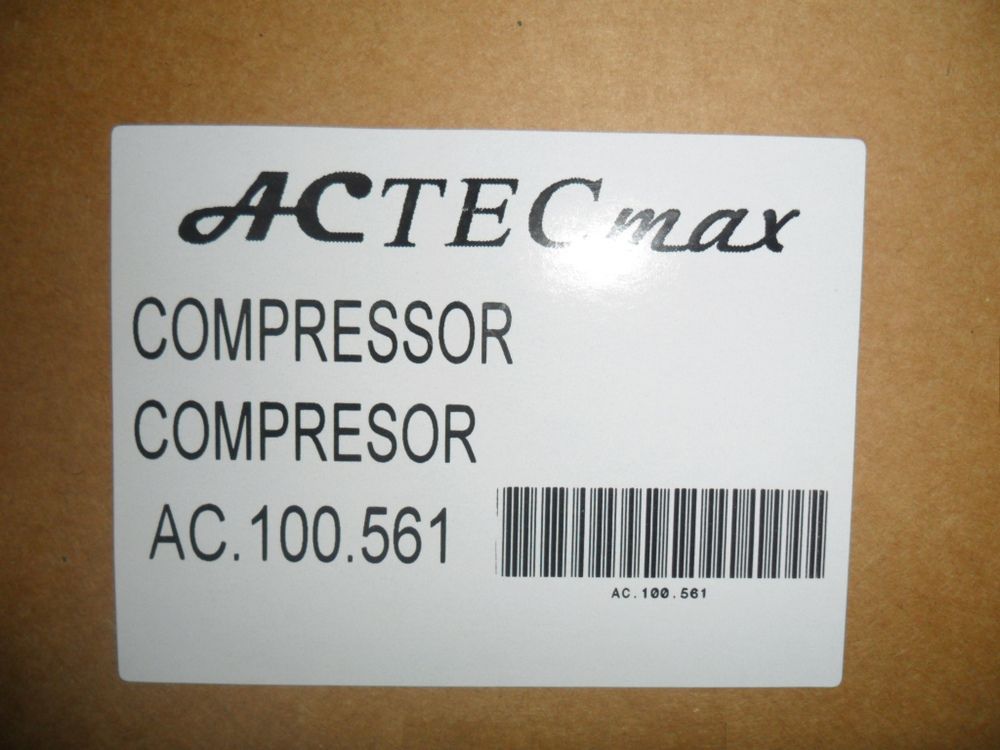 ACTECmax
COMPRESSOR
COMPRESOR
AC.100.561
AC.100.561